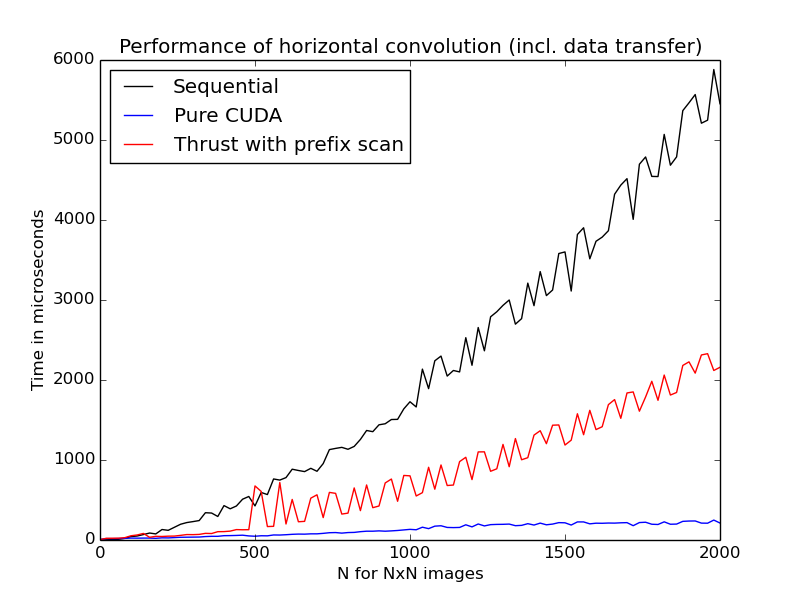 Performance of horizontal convolution (incl. data transfer)
6000
5000
4000
3000
2000
1000
0
Time in microseconds
Sequential
Pure CUDA
Thrust with prefix scan
0 500 1000 1500 2000
N for NxN images